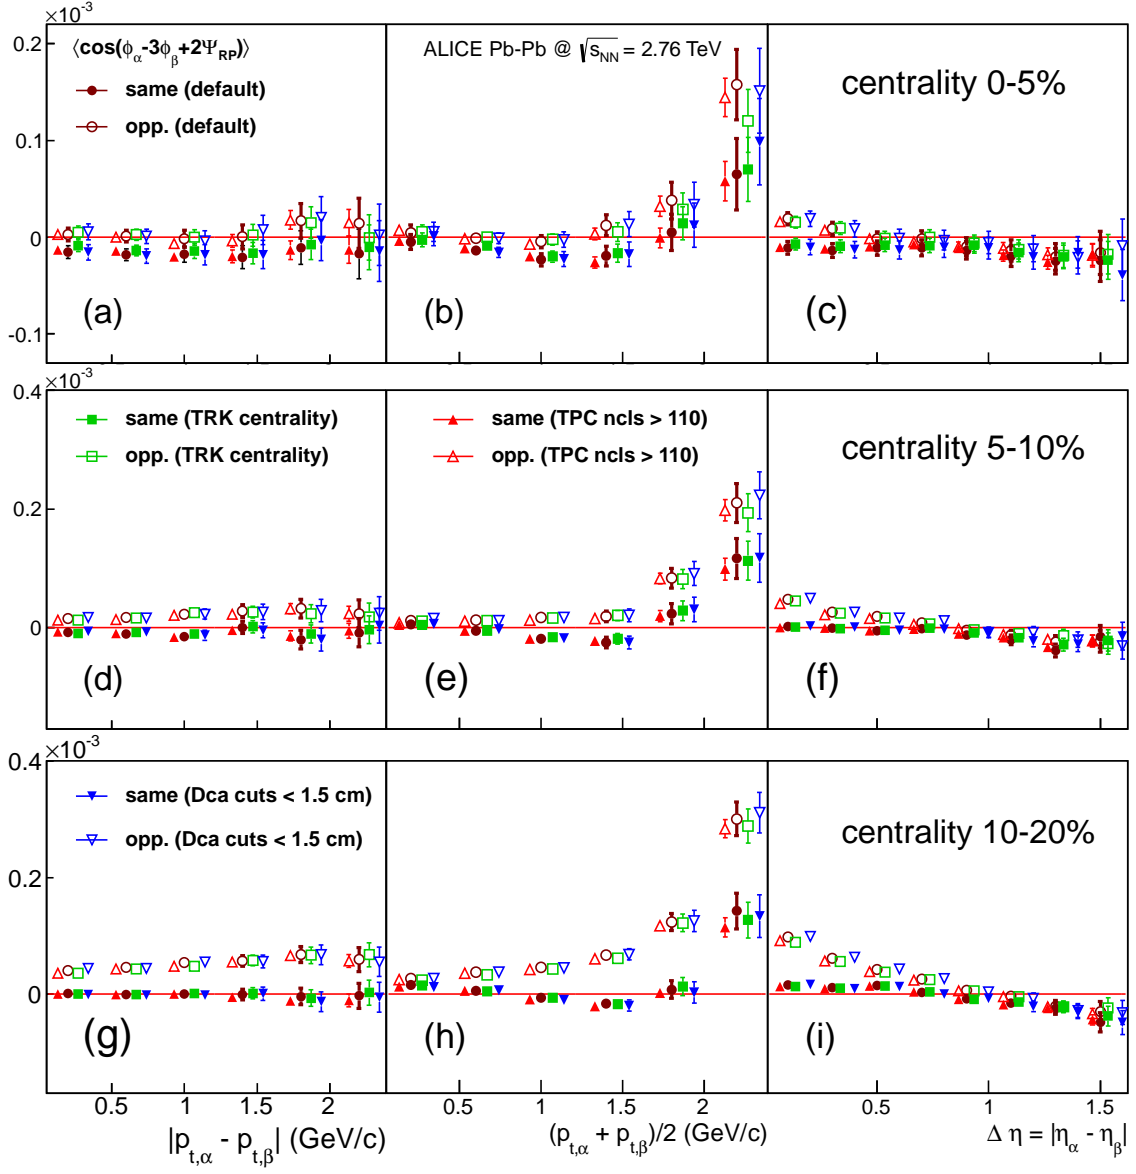 ×10⁻³
0.2
0.1
0
-0.1
⟨cos(ϕα-3ϕβ+2ΨRP)⟩
same (default)
opp. (default)
(a)
ALICE Pb-Pb @ √sNN = 2.76 TeV
(b)
centrality 0-5%
(c)
×10⁻³
0.4
0.2
0
same (TRK centrality)
opp. (TRK centrality)
(d)
same (TPC ncls > 110)
opp. (TPC ncls > 110)
(e)
centrality 5-10%
(f)
×10⁻³
0.4
0.2
0
same (Dca cuts < 1.5 cm)
opp. (Dca cuts < 1.5 cm)
(g)
(h)
centrality 10-20%
(i)
0.5 1 1.5 2
0.5 1 1.5 2
0.5 1 1.5
|pt,α - pt,β| (GeV/c)
(pt,α + pt,β)/2 (GeV/c)
Δ η = |ηα - ηβ|